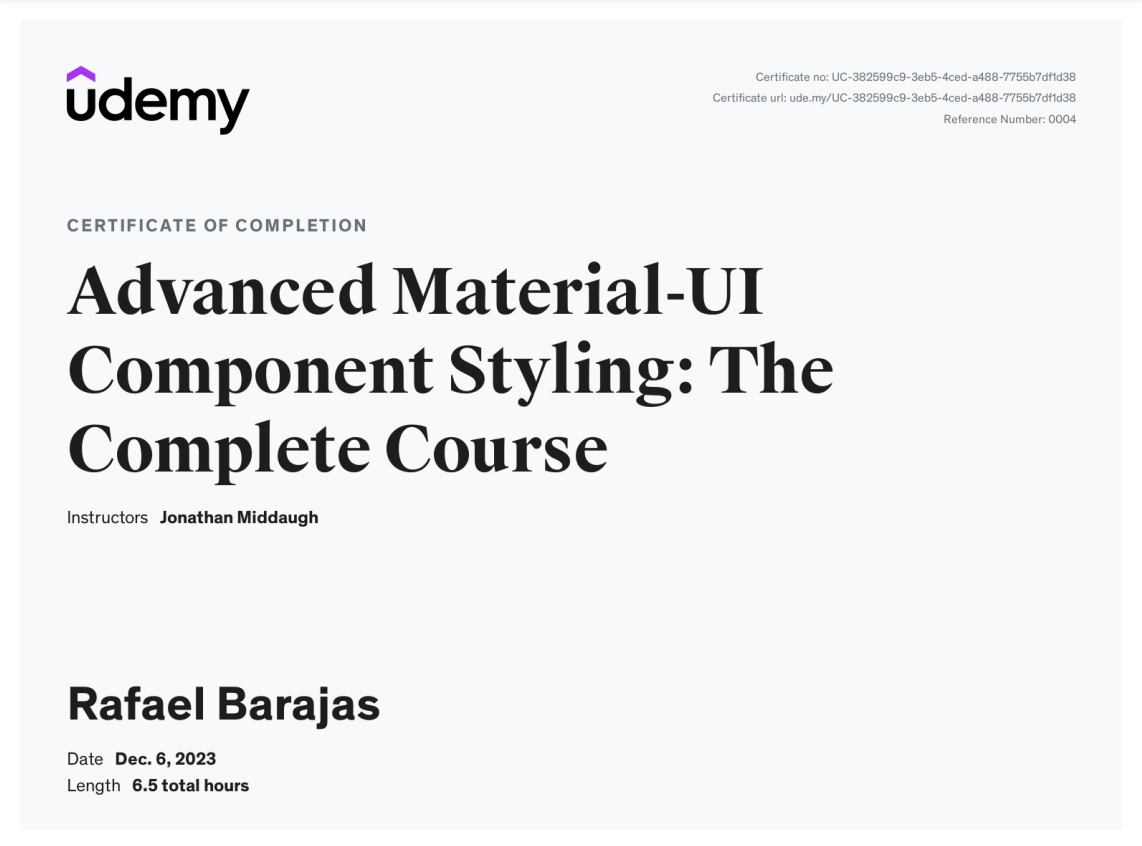 udemy
Certificate no: UC-382599c9-3eb5-4ced-a488-7755b7df1d38
Certificate url: ude.my/UC-382599c9-3eb5-4ced-a488-7755b7df1d38
Reference Number: 0004
CERTIFICATE OF COMPLETION
Advanced Material-UI
Component Styling: The
Complete Course
Instructors Jonathan Middaugh
Rafael Barajas
Date Dec. 6, 2023
Length 6.5 total hours